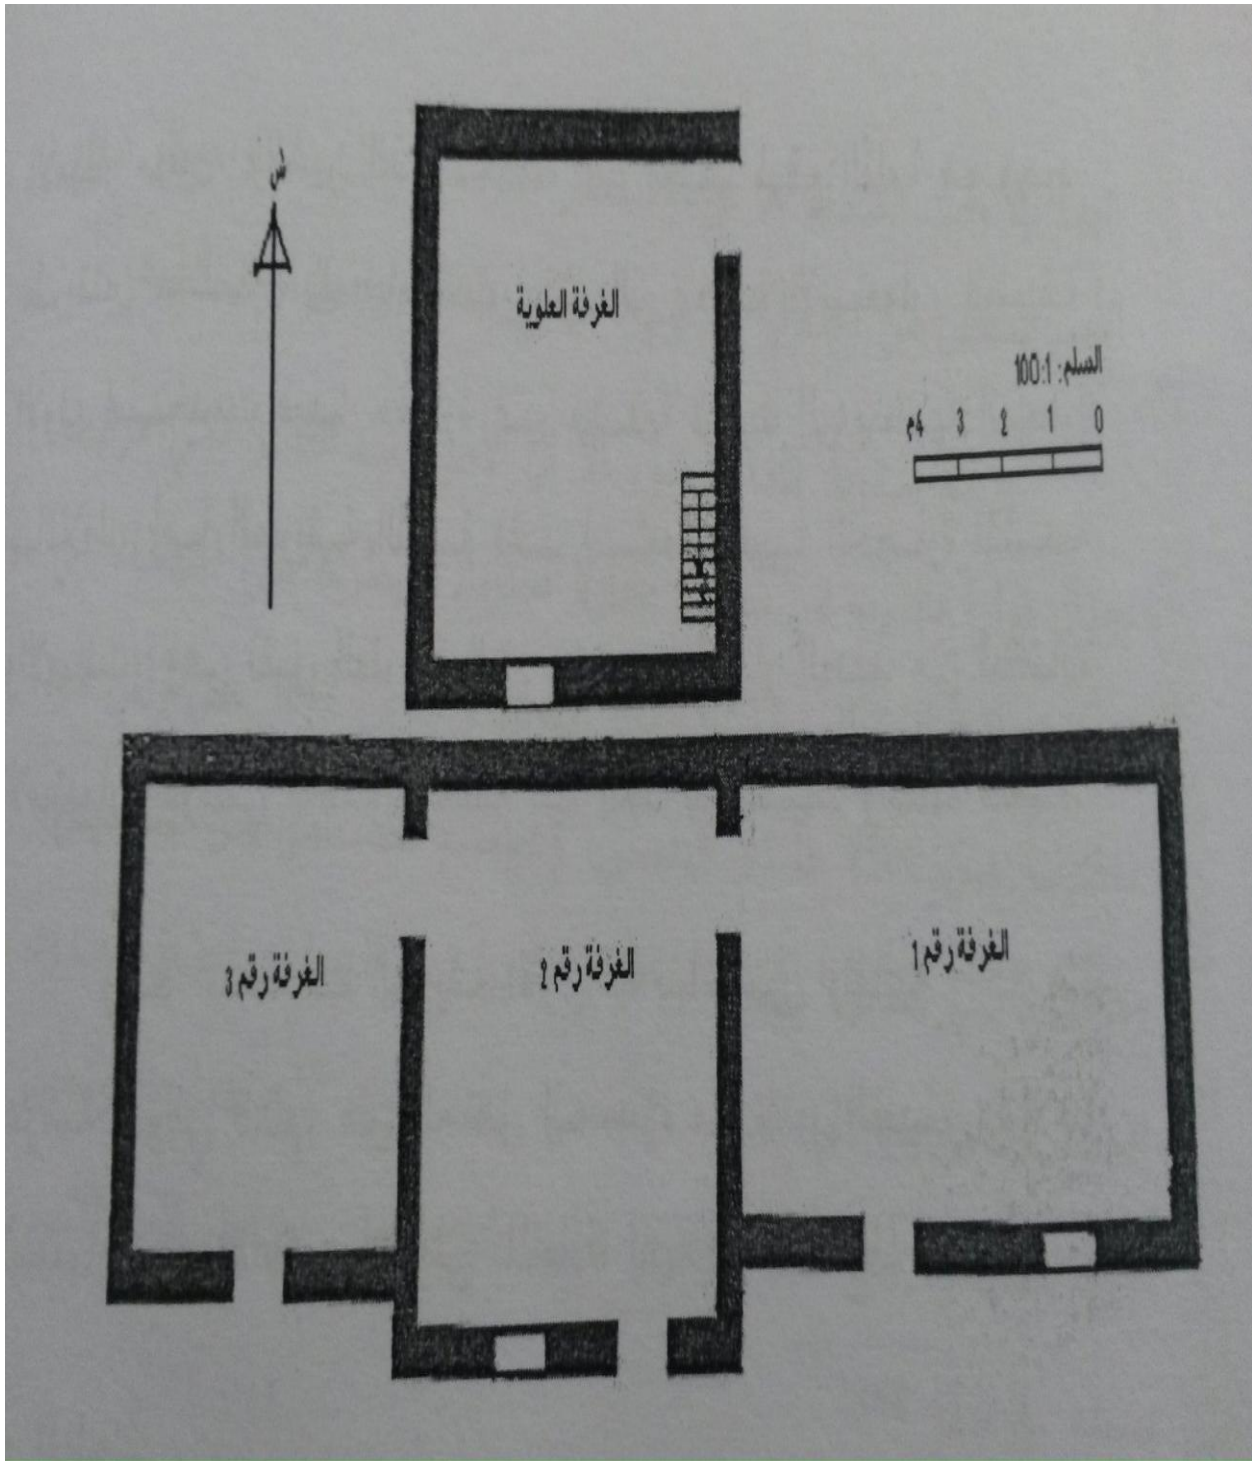 ش
الغرفة العلوية
السلم: 100:1
0 1 2 3 4م
الغرفة رقم 1
الغرفة رقم 2
الغرفة رقم 3